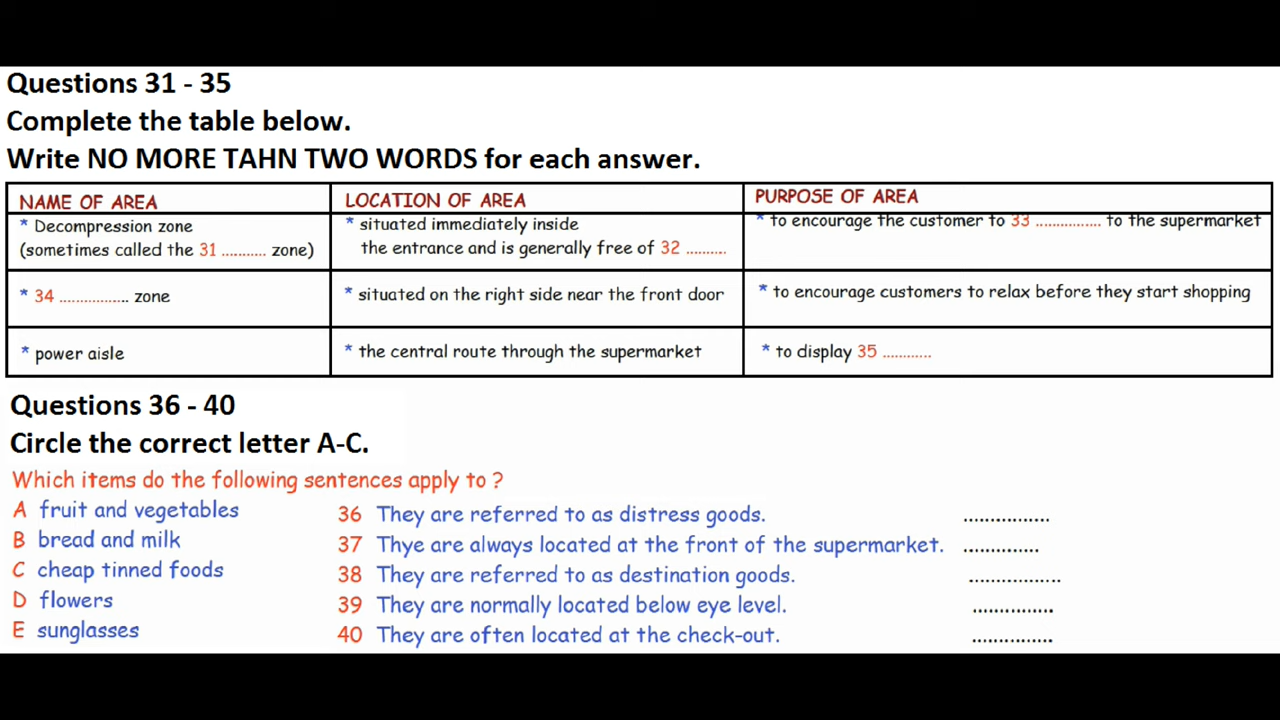 Questions 31 - 35
Complete the table below.
Write NO MORE TAHN TWO WORDS for each answer.
NAME OF AREA
LOCATION OF AREA
PURPOSE OF AREA
* Decompression zone
(sometimes called the 31 ........... zone)
* situated immediately inside
the entrance and is generally free of 32 ..........
* to encourage the customer to 33 ................ to the supermarket
* 34 ................. zone
* situated on the right side near the front door
* to encourage customers to relax before they start shopping
* power aisle
* the central route through the supermarket
* to display 35 ............
Questions 36 - 40
Circle the correct letter A-C.
Which items do the following sentences apply to ?
A fruit and vegetables
B bread and milk
C cheap tinned foods
D flowers
E sunglasses
36 They are referred to as distress goods. ................
37 Thye are always located at the front of the supermarket. ..............
38 They are referred to as destination goods. .................
39 They are normally located below eye level. ...............
40 They are often located at the check-out. ...............